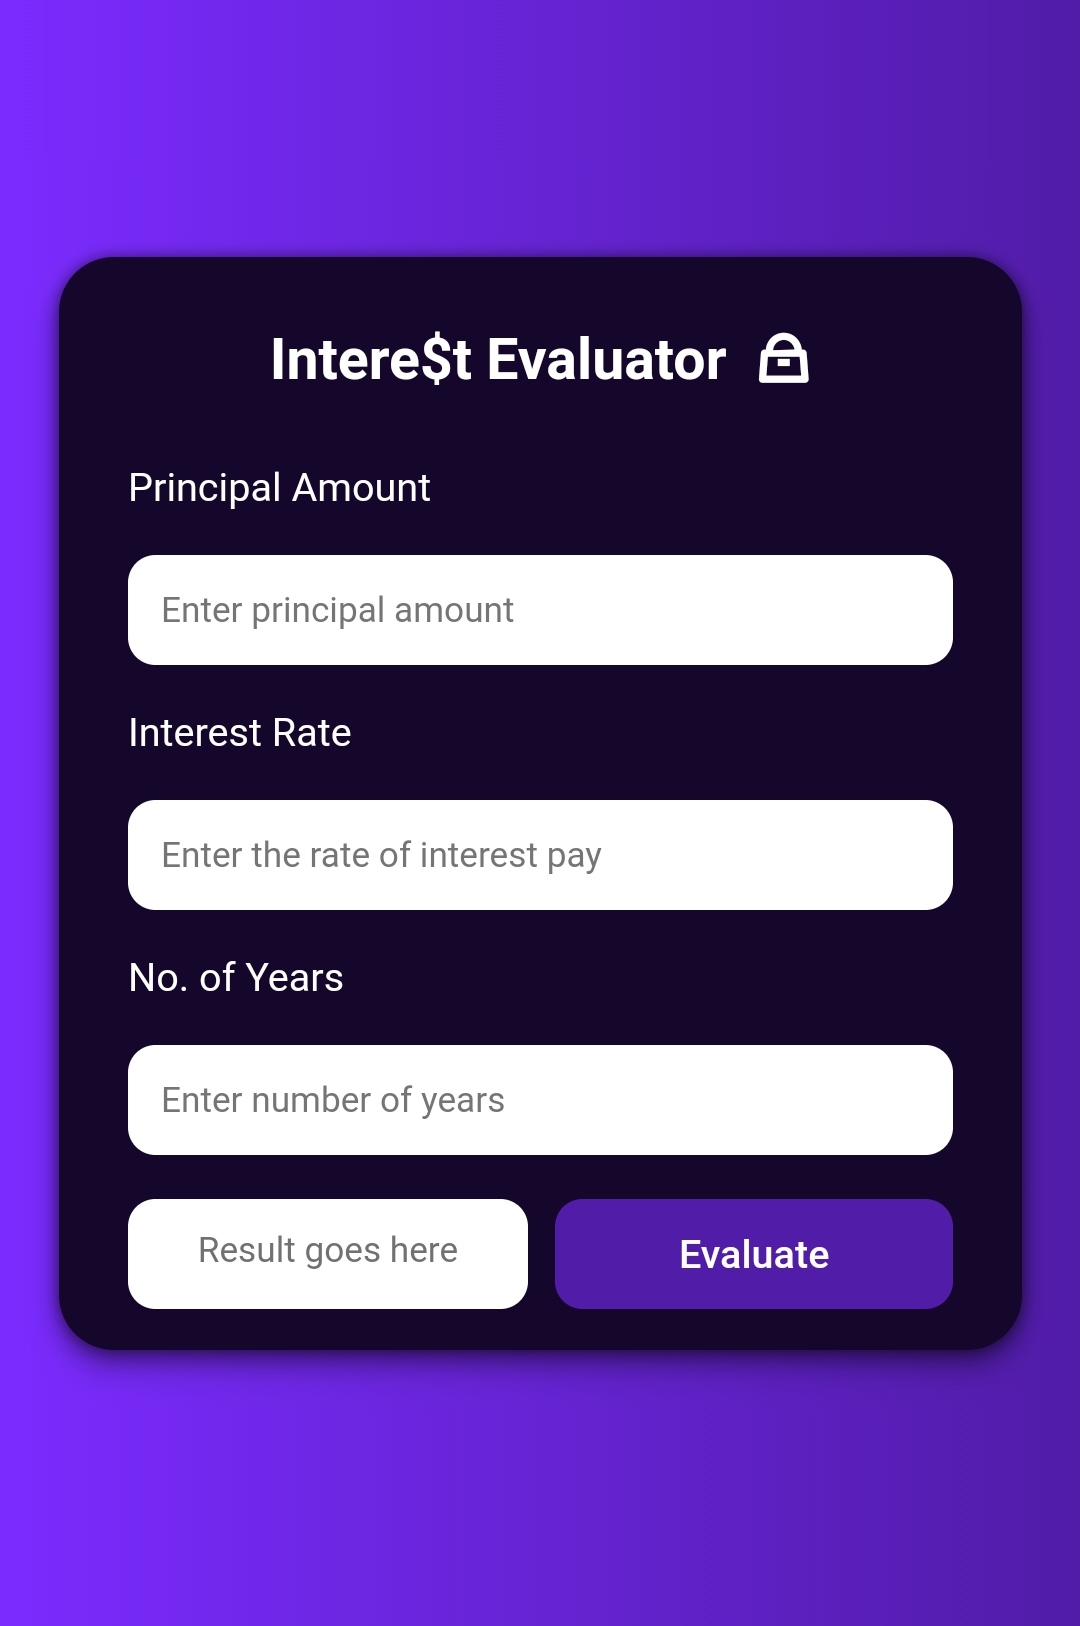 Intere$t Evaluator
Principal Amount
Enter principal amount
Interest Rate
Enter the rate of interest pay
No. of Years
Enter number of years
Result goes here
Evaluate